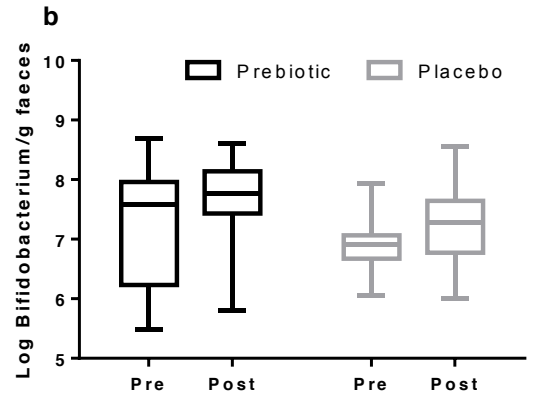 b
Log Bifidobacterium/g faeces
10
9
8
7
6
5
Prebiotic
Placebo
Pre
Post
Pre
Post